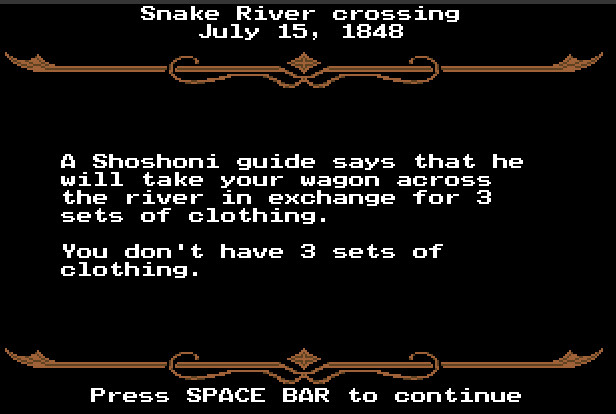 Snake River crossing
July 15, 1848
A Shoshoni guide says that he
will take your wagon across
the river in exchange for 3
sets of clothing.
You don't have 3 sets of
clothing.
Press SPACE BAR to continue